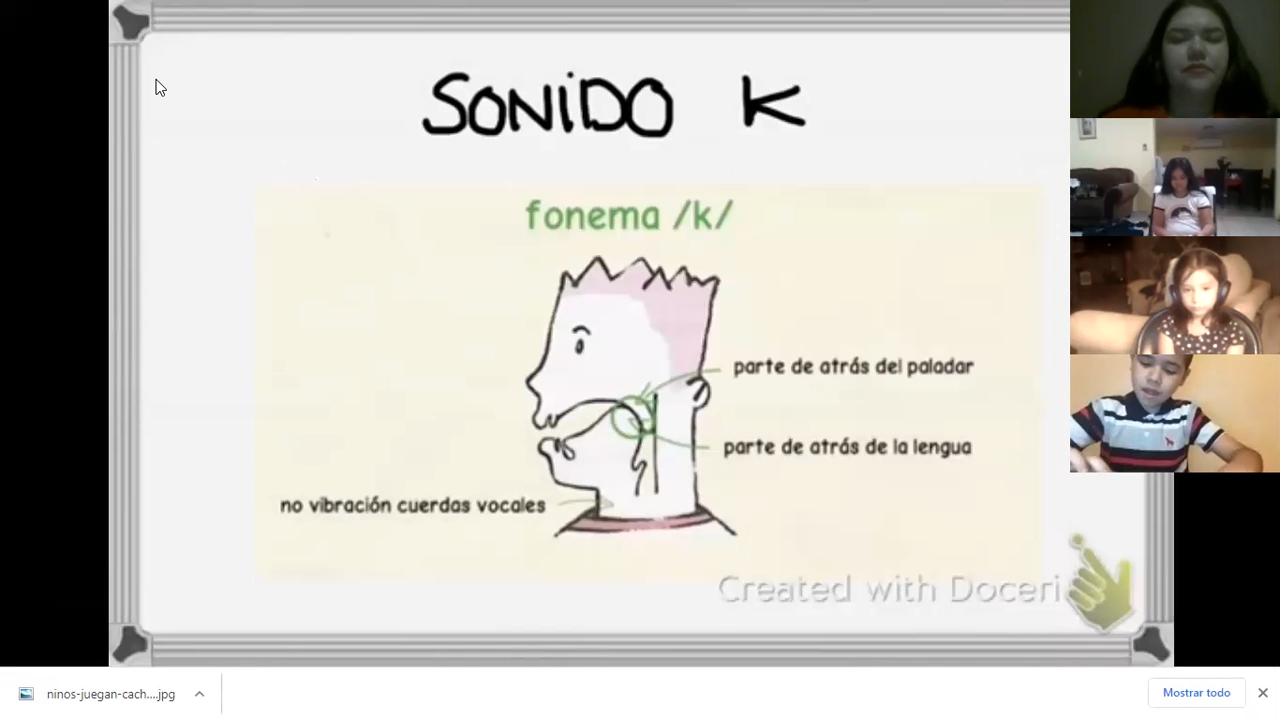 SONIDO K
fonema /k/
parte de atrás del paladar
parte de atrás de la lengua
no vibración cuerdas vocales
Created with Doceri
ninos-juegan-cach....jpg
Mostrar todo